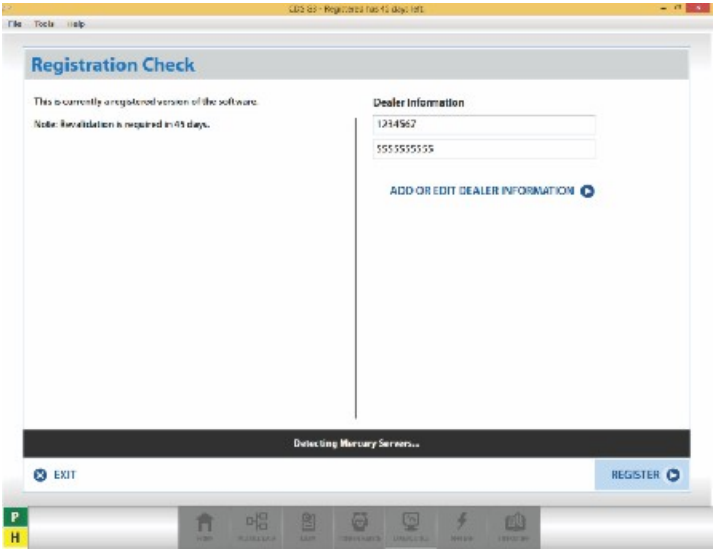 CDS G3 - Registered has 45 days left.
File Tools Help
Registration Check
This is currently a registered version of the software.
Note: Revalidation is required in 45 days.
Dealer Information
1234567
5555555555
ADD OR EDIT DEALER INFORMATION
Detecting Mercury Servers...
EXIT
REGISTER
P
H